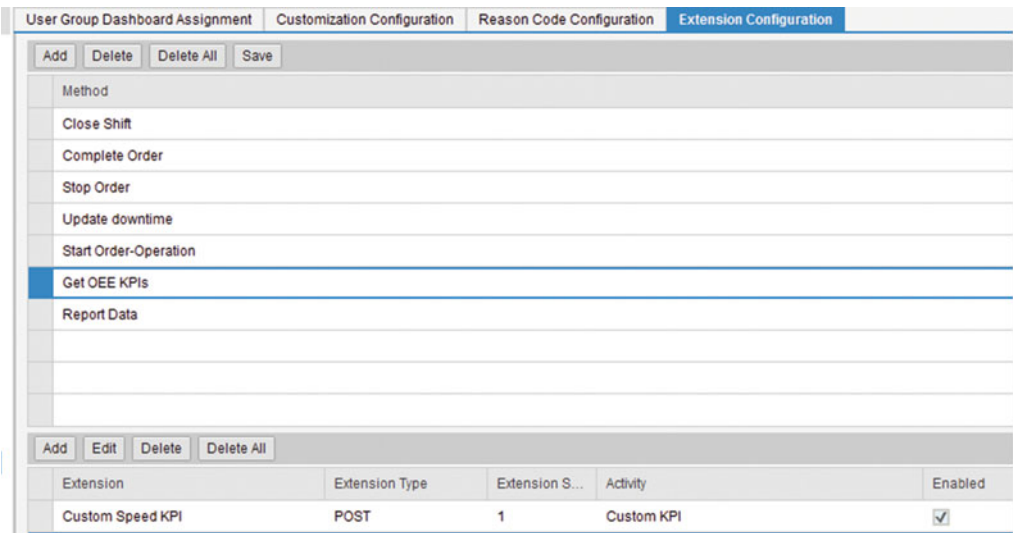 User Group Dashboard Assignment Customization Configuration Reason Code Configuration Extension Configuration
Add Delete Delete All Save
Method
Close Shift
Complete Order
Stop Order
Update downtime
Start Order-Operation
Get OEE KPIs
Report Data
Add Edit Delete Delete All
Extension Extension Type Extension S... Activity Enabled
Custom Speed KPI POST 1 Custom KPI